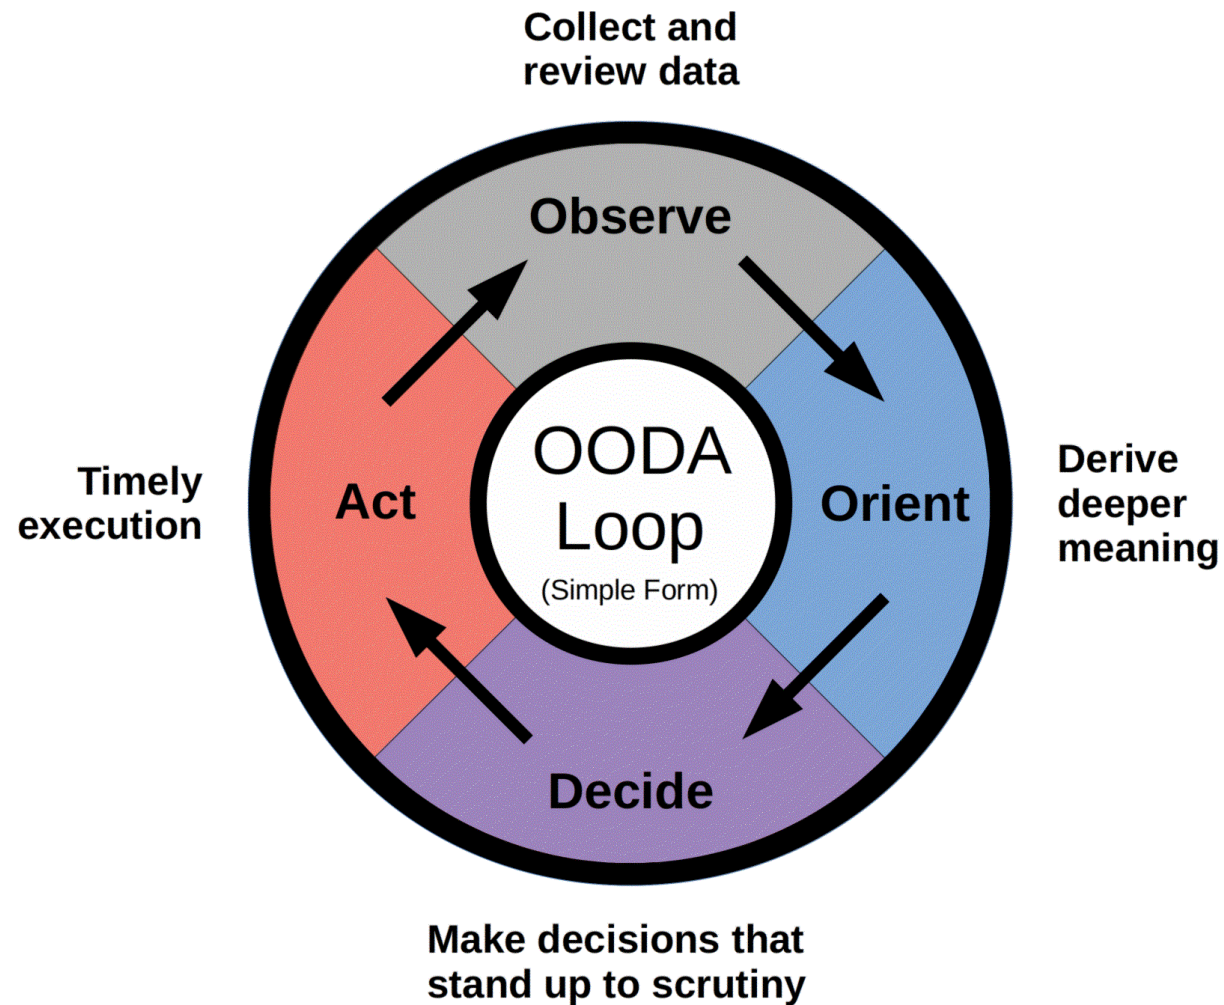 Collect and
review data
Observe
OODA
Loop
(Simple Form)
Act
Orient
Timely
execution
Derive
deeper
meaning
Decide
Make decisions that
stand up to scrutiny